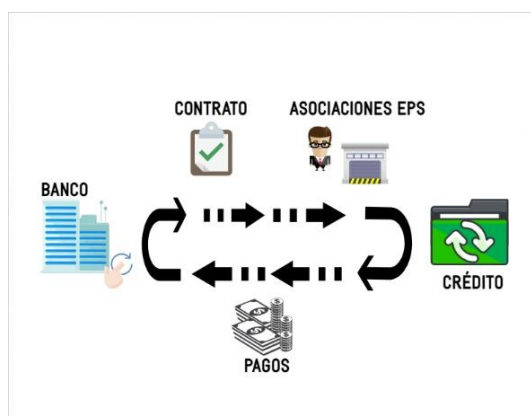 CONTRATO
ASOCIACIONES EPS
BANCO
CRÉDITO
PAGOS